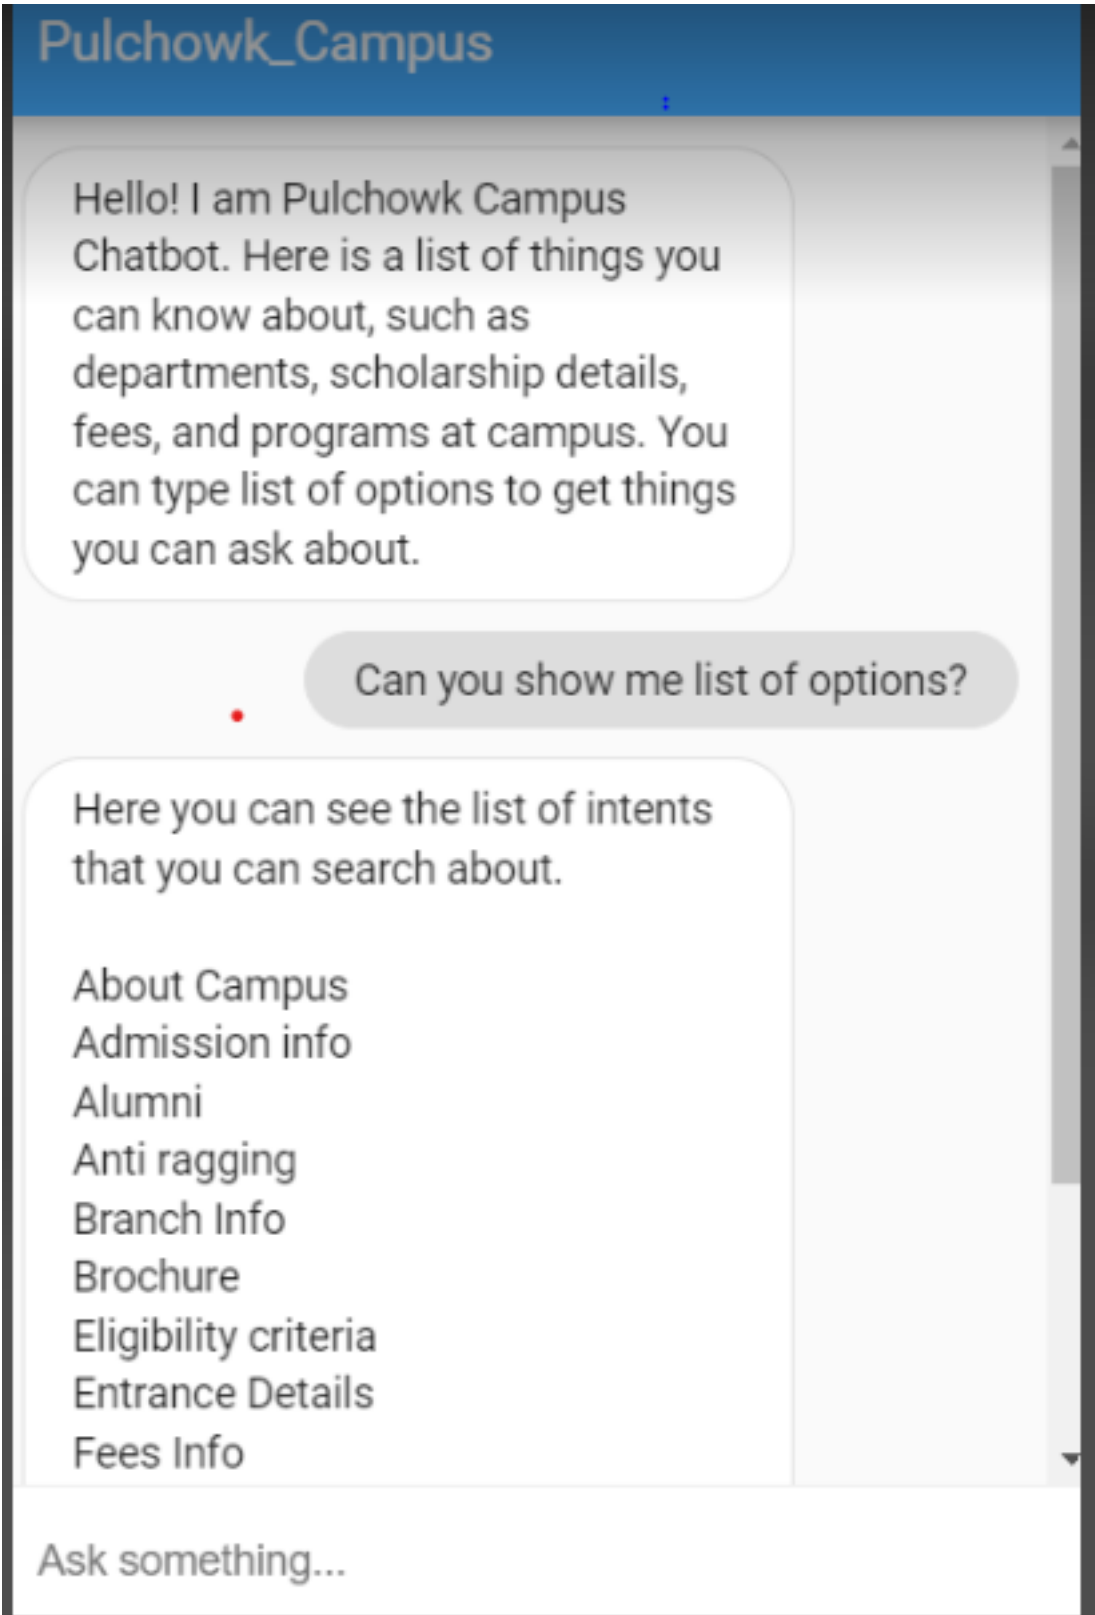 Pulchowk_Campus
Hello! I am Pulchowk Campus
Chatbot. Here is a list of things you
can know about, such as
departments, scholarship details,
fees, and programs at campus. You
can type list of options to get things
you can ask about.
Can you show me list of options?
Here you can see the list of intents
that you can search about.
About Campus
Admission info
Alumni
Anti ragging
Branch Info
Brochure
Eligibility criteria
Entrance Details
Fees Info
Ask something...